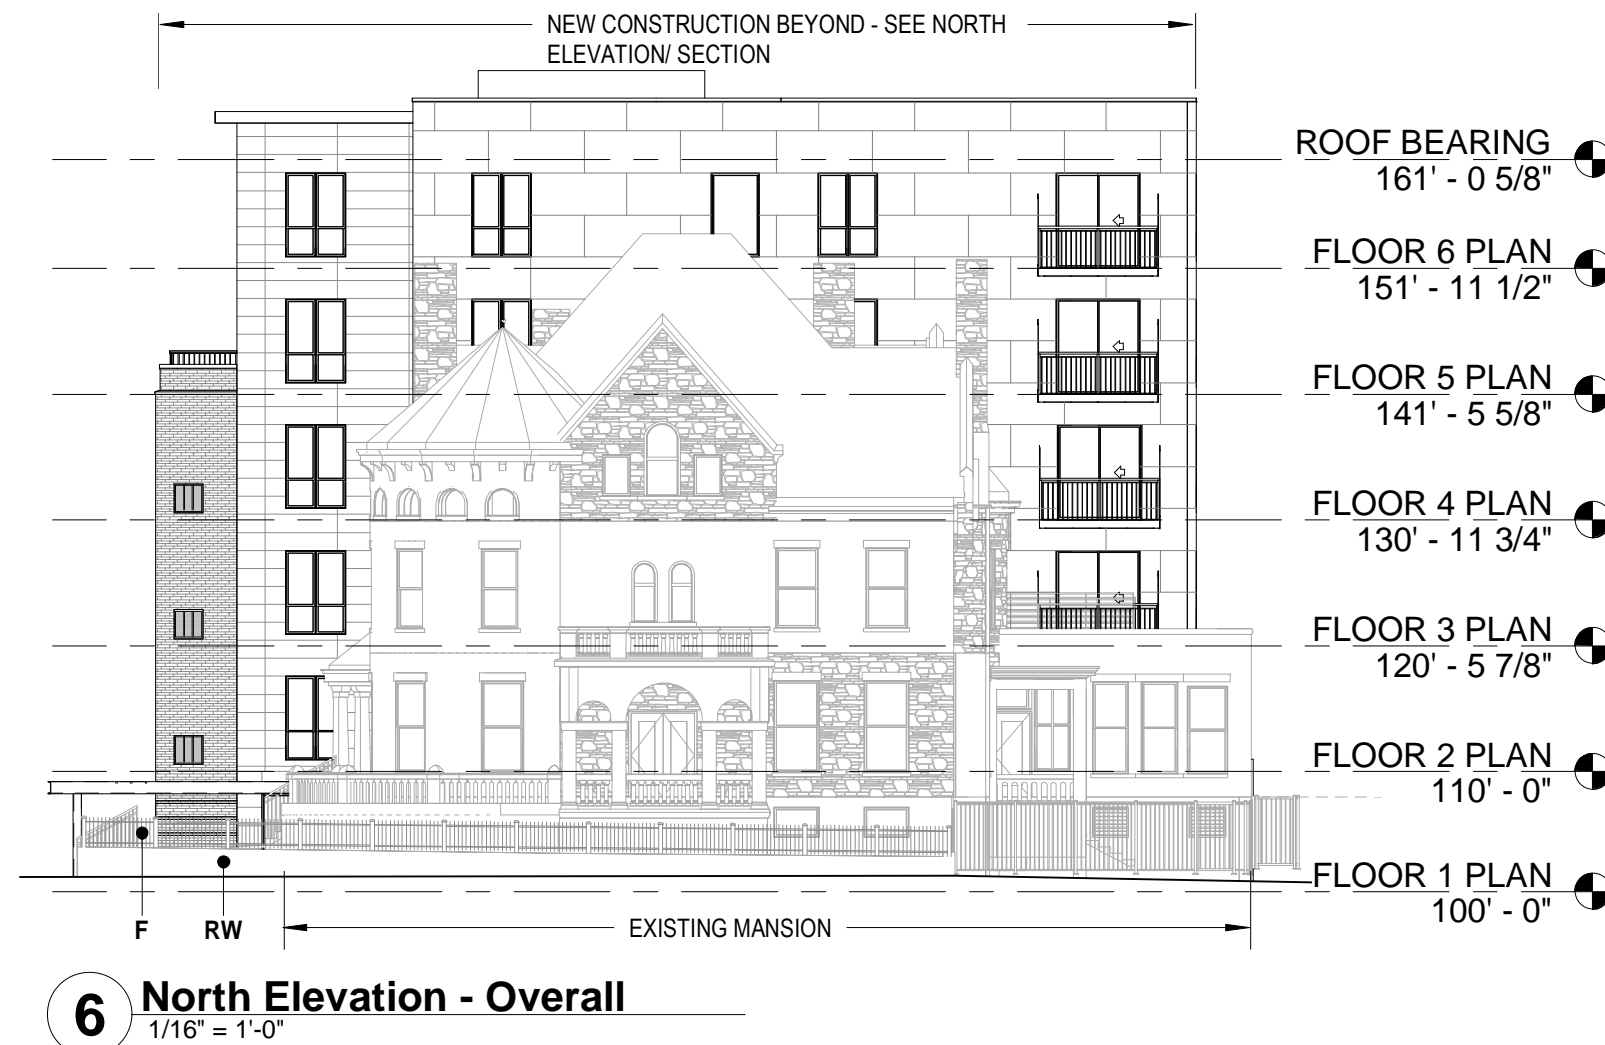 NEW CONSTRUCTION BEYOND - SEE NORTH
ELEVATION/ SECTION
ROOF BEARING
161' - 0 5/8"
FLOOR 6 PLAN
151' - 11 1/2"
FLOOR 5 PLAN
141' - 5 5/8"
FLOOR 4 PLAN
130' - 11 3/4"
FLOOR 3 PLAN
120' - 5 7/8"
FLOOR 2 PLAN
110' - 0"
FLOOR 1 PLAN
100' - 0"
F
RW
EXISTING MANSION
6
North Elevation - Overall
1/16" = 1'-0"